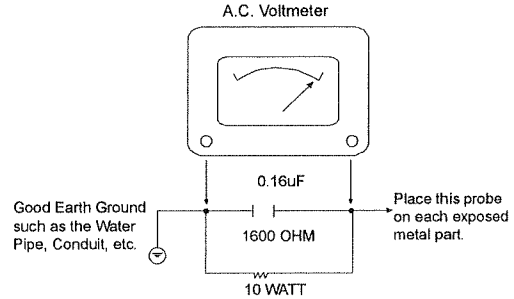 A.C. Voltmeter
0.16uF
Good Earth Ground
such as the Water
Pipe, Conduit, etc.
1600 OHM
Place this probe
on each exposed
metal part.
10 WATT